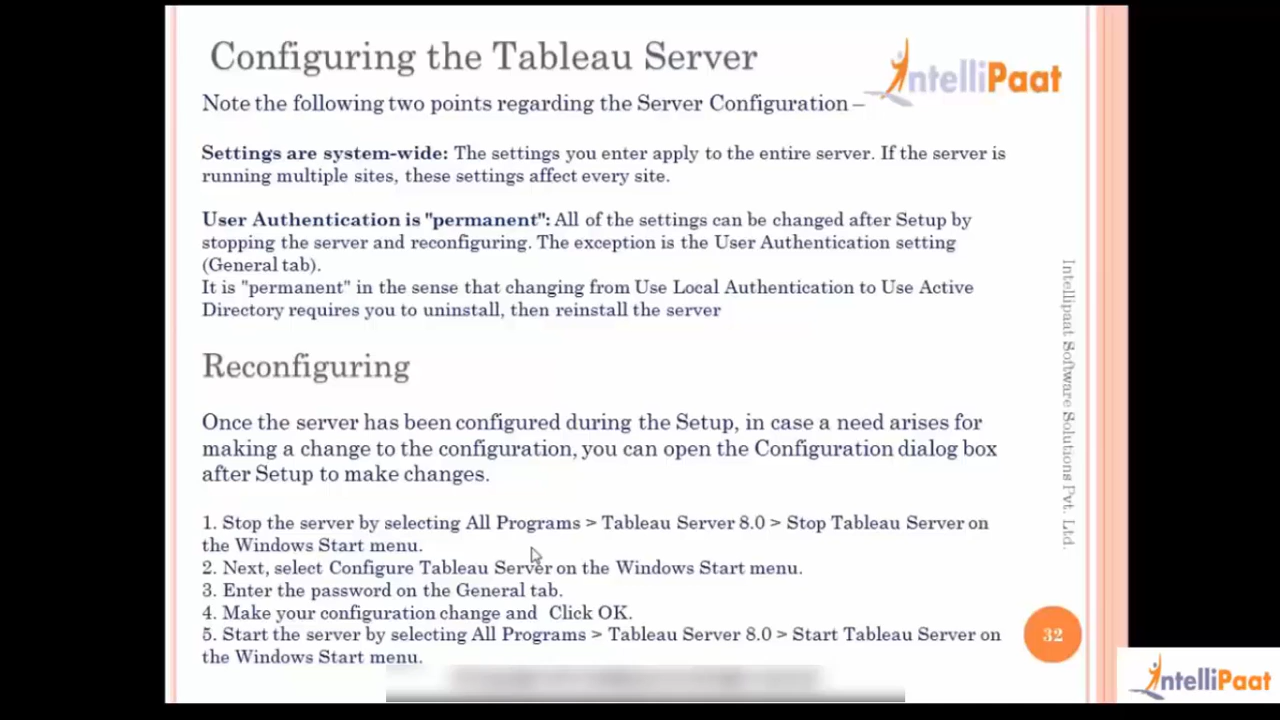 Configuring the Tableau Server
IntelliPaat
Note the following two points regarding the Server Configuration –
Settings are system-wide: The settings you enter apply to the entire server. If the server is
running multiple sites, these settings affect every site.
User Authentication is "permanent": All of the settings can be changed after Setup by
stopping the server and reconfiguring. The exception is the User Authentication setting
(General tab).
It is "permanent" in the sense that changing from Use Local Authentication to Use Active
Directory requires you to uninstall, then reinstall the server
Reconfiguring
Once the server has been configured during the Setup, in case a need arises for
making a change to the configuration, you can open the Configuration dialog box
after Setup to make changes.
1. Stop the server by selecting All Programs > Tableau Server 8.0 > Stop Tableau Server on
the Windows Start menu.
2. Next, select Configure Tableau Server on the Windows Start menu.
3. Enter the password on the General tab.
4. Make your configuration change and Click OK.
5. Start the server by selecting All Programs > Tableau Server 8.0 > Start Tableau Server on
the Windows Start menu.
Intellipaat Software Solutions Pvt. Ltd.
32
IntelliPaat